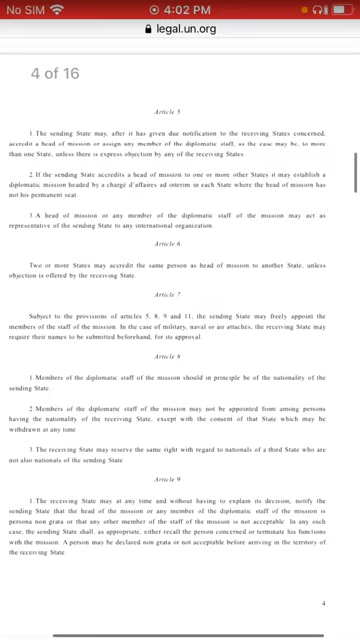 No SIM 4:02 PM
legal.un.org
4 of 16
Article 5
1. The sending State may, after it has given due notification to the receiving States concerned,
accredit a head of mission or assign any member of the diplomatic staff, as the case may be, to more
than one State, unless there is express objection by any of the receiving States.
2. If the sending State accredits a head of mission to one or more other States it may establish a
diplomatic mission headed by a chargé d'affaires ad interim in each State where the head of mission has
not his permanent seat.
3. A head of mission or any member of the diplomatic staff of the mission may act as
representative of the sending State to any international organization.
Article 6
Two or more States may accredit the same person as head of mission to another State, unless
objection is offered by the receiving State.
Article 7
Subject to the provisions of articles 5, 8, 9 and 11, the sending State may freely appoint the
members of the staff of the mission. In the case of military, naval or air attachés, the receiving State may
require their names to be submitted beforehand, for its approval.
Article 8
1. Members of the diplomatic staff of the mission should in principle be of the nationality of the
sending State.
2. Members of the diplomatic staff of the mission may not be appointed from among persons
having the nationality of the receiving State, except with the consent of that State which may be
withdrawn at any time.
3. The receiving State may reserve the same right with regard to nationals of a third State who are
not also nationals of the sending State.
Article 9
1. The receiving State may at any time and without having to explain its decision, notify the
sending State that the head of the mission or any member of the diplomatic staff of the mission is
persona non grata or that any other member of the staff of the mission is not acceptable. In any such
case, the sending State shall, as appropriate, either recall the person concerned or terminate his functions
with the mission. A person may be declared non grata or not acceptable before arriving in the territory of
the receiving State.
4